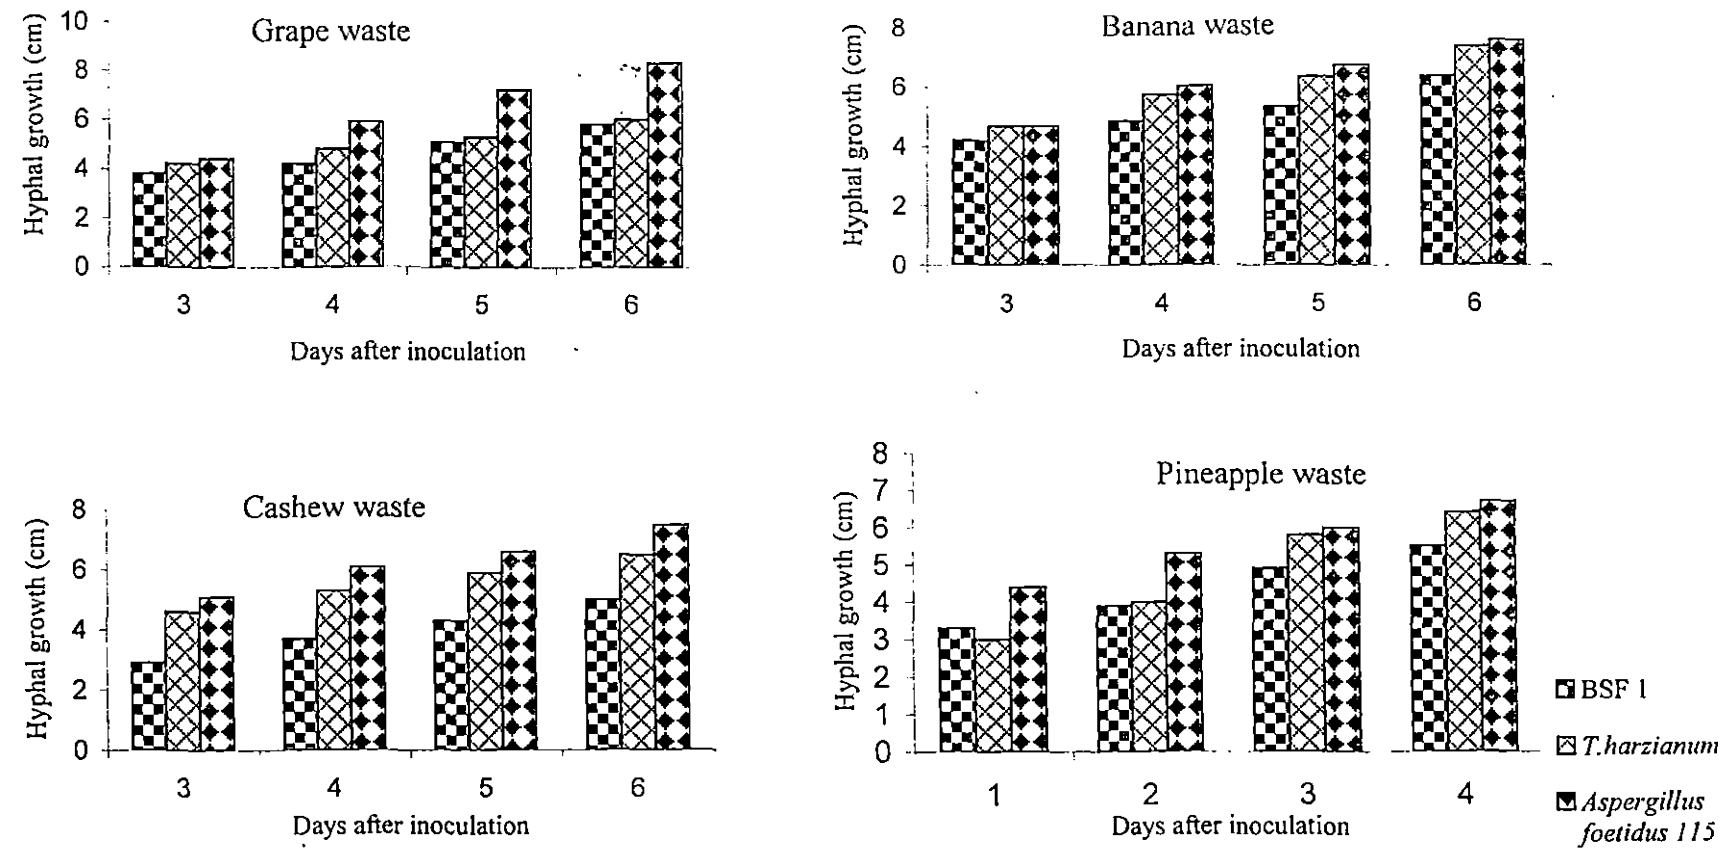 Grape waste
Hyphal growth (cm)
10
8
6
4
2
0
3 4 5 6
Days after inoculation
Banana waste
Hyphal growth (cm)
8
6
4
2
0
3 4 5 6
Days after inoculation
Cashew waste
Hyphal growth (cm)
8
6
4
2
0
3 4 5 6
Days after inoculation
Pineapple waste
Hyphal growth (cm)
8
7
6
5
4
3
2
1
0
1 2 3 4
Days after inoculation
BSF 1
T.harzianum
Aspergillus
foetidus 115